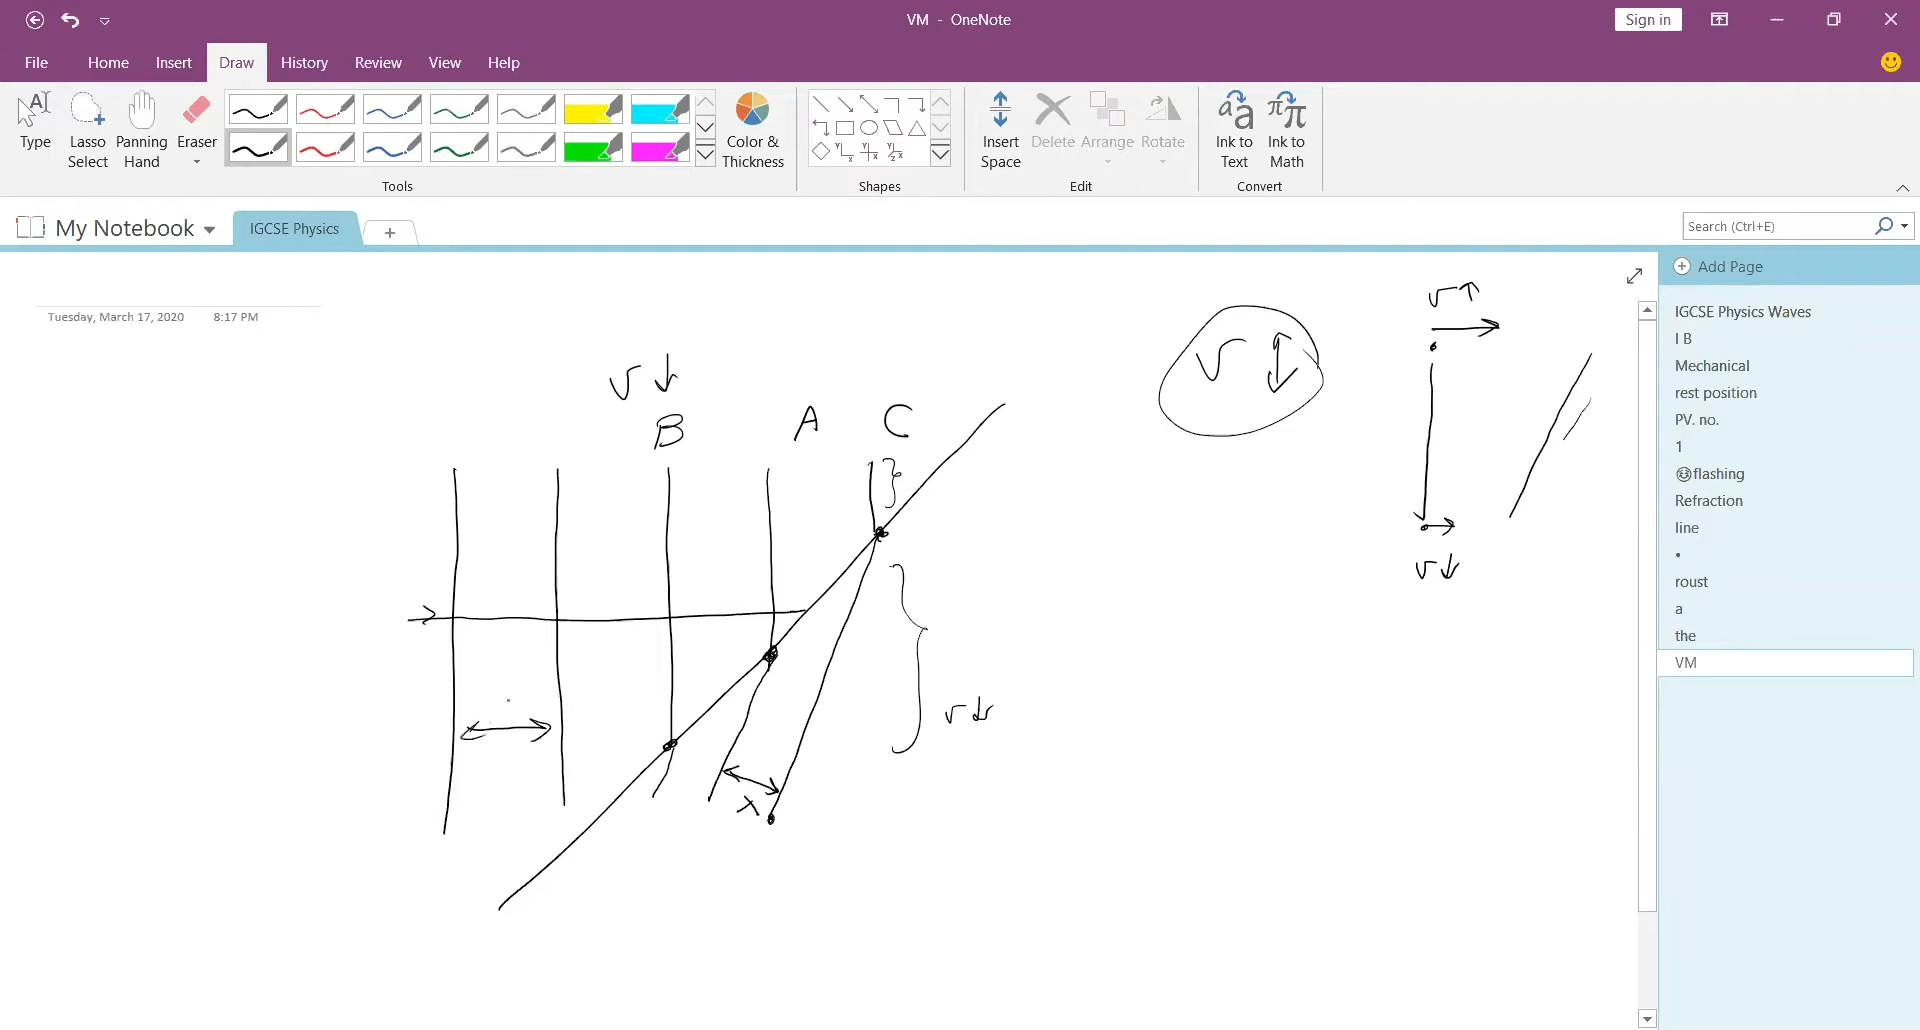 VM - OneNote
Sign in
File Home Insert Draw History Review View Help
Type
Lasso Select
Panning Hand
Eraser
Color & Thickness
Insert Space
Delete
Arrange
Rotate
Ink to Text
Ink to Math
Tools
Shapes
Edit
Convert
My Notebook
IGCSE Physics
Search (Ctrl+E)
Add Page
Tuesday, March 17, 2020 8:17 PM
IGCSE Physics Waves
I B
Mechanical
rest position
PV. no.
1
flashing
Refraction
line
•
roust
a
the
VM
v↑
v↕
v↓
B
A
C
v↓
v↓